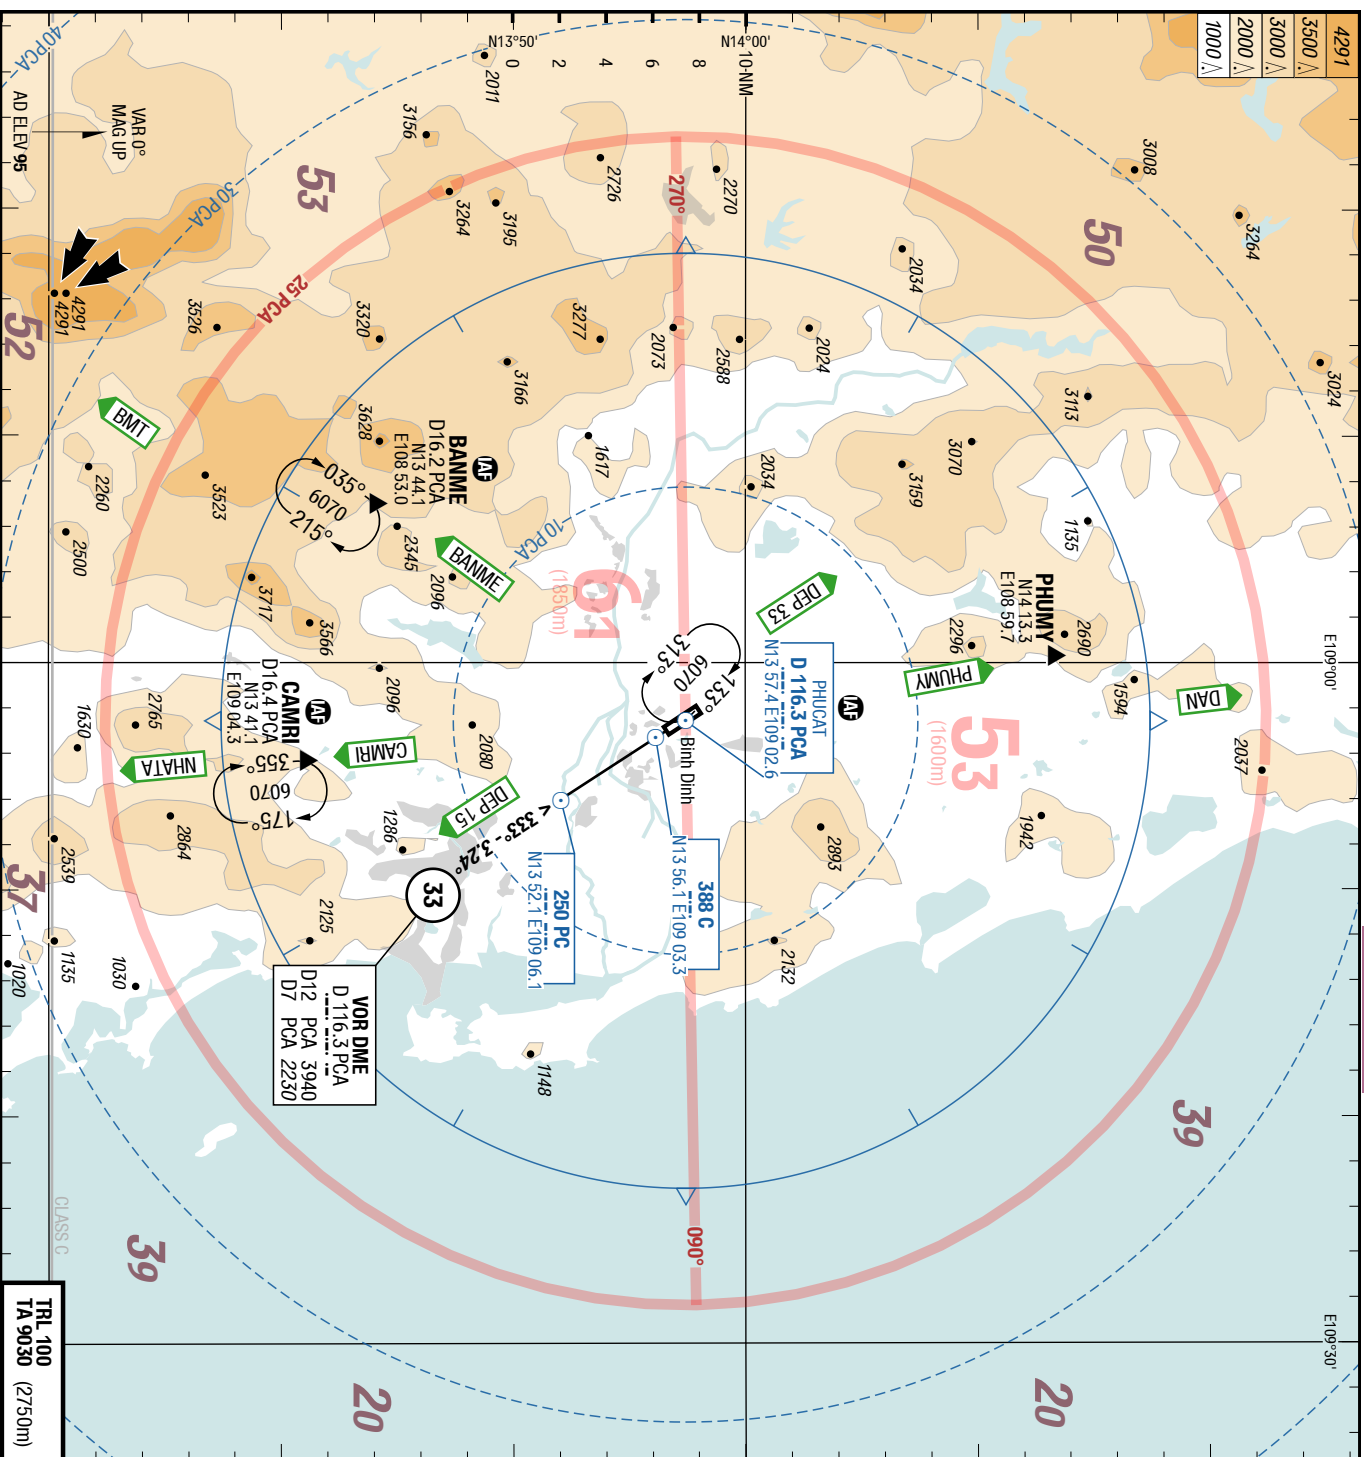 4291
3500
3000
2000
1000
N13°50'
N14°00'
0
2
4
6
8
10-NM
E109°00'
E109°30'
40 PCA
30 PCA
25 PCA
10 PCA
VAR 0°
MAG UP
AD ELEV 95
270°
090°
53
50
52
37
39
39
20
20
61
(1850m)
53
(1600m)
2011
3156
3264
3195
2726
2270
3008
3264
2034
3024
4291
4291
3526
3320
3277
2073
2588
2024
3113
3166
3628
1617
2034
3070
3159
1135
2260
3523
2500
2345
2096
3717
3566
2096
2296
2690
1594
2037
2765
1630
2080
2864
1286
2893
1942
2539
2125
1135
1020
1030
2132
1148
IAF
BANME
D16.2 PCA
N13 44.1
E108 53.0
035°
6070
215°
IAF
CAMRI
D16.4 PCA
N13 41.1
E109 04.3
355°
6070
175°
PHUMY
N14 13.3
E108 59.7
IAF
PHUCAT
D 116.3 PCA
N13 57.4 E109 02.6
313°
6070
133°
Binh Dinh
388 C
N13 56.1 E109 03.3
250 PC
N13 52.1 E109 06.1
< 333° - 3.24°
33
VOR DME
D 116.3 PCA
D12 PCA 3940
D7 PCA 2230
BMT
BANME
DEP 33
PHUMY
DAN
CAMRI
NHATA
DEP 15
CLASS C
TRL 100
TA 9030 (2750m)